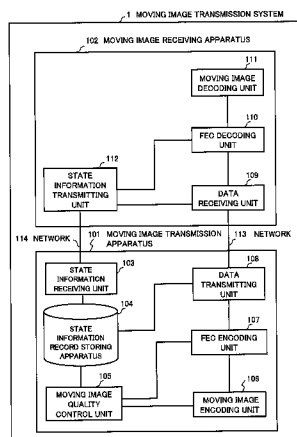 1 MOVING IMAGE TRANSMISSION SYSTEM
102 MOVING IMAGE RECEIVING APPARATUS
111
MOVING IMAGE
DECODING UNIT
110
FEC DECODING
UNIT
112
STATE
INFORMATION
TRANSMITTING
UNIT
109
DATA
RECEIVING UNIT
114 NETWORK
101 MOVING IMAGE TRANSMISSION
APPARATUS
113 NETWORK
103
STATE
INFORMATION
RECEIVING UNIT
108
DATA
TRANSMITTING
UNIT
104
STATE
INFORMATION
RECORD STORING
APPARATUS
107
FEC ENCODING
UNIT
105
MOVING IMAGE
QUALITY
CONTROL UNIT
106
MOVING IMAGE
ENCODING UNIT